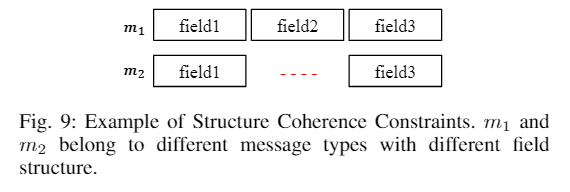 m₁ field1 field2 field3
m₂ field1 ---- field3
Fig. 9: Example of Structure Coherence Constraints. m₁ and
m₂ belong to different message types with different field
structure.